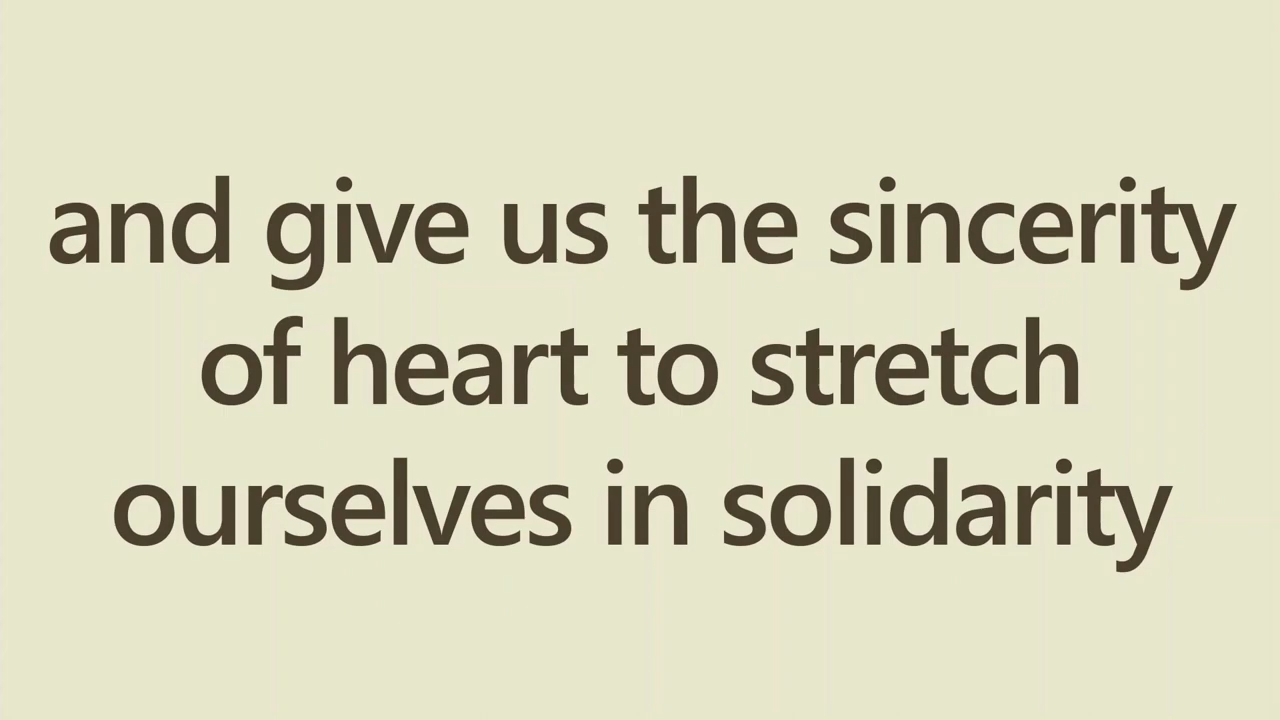 and give us the sincerity
of heart to stretch
ourselves in solidarity